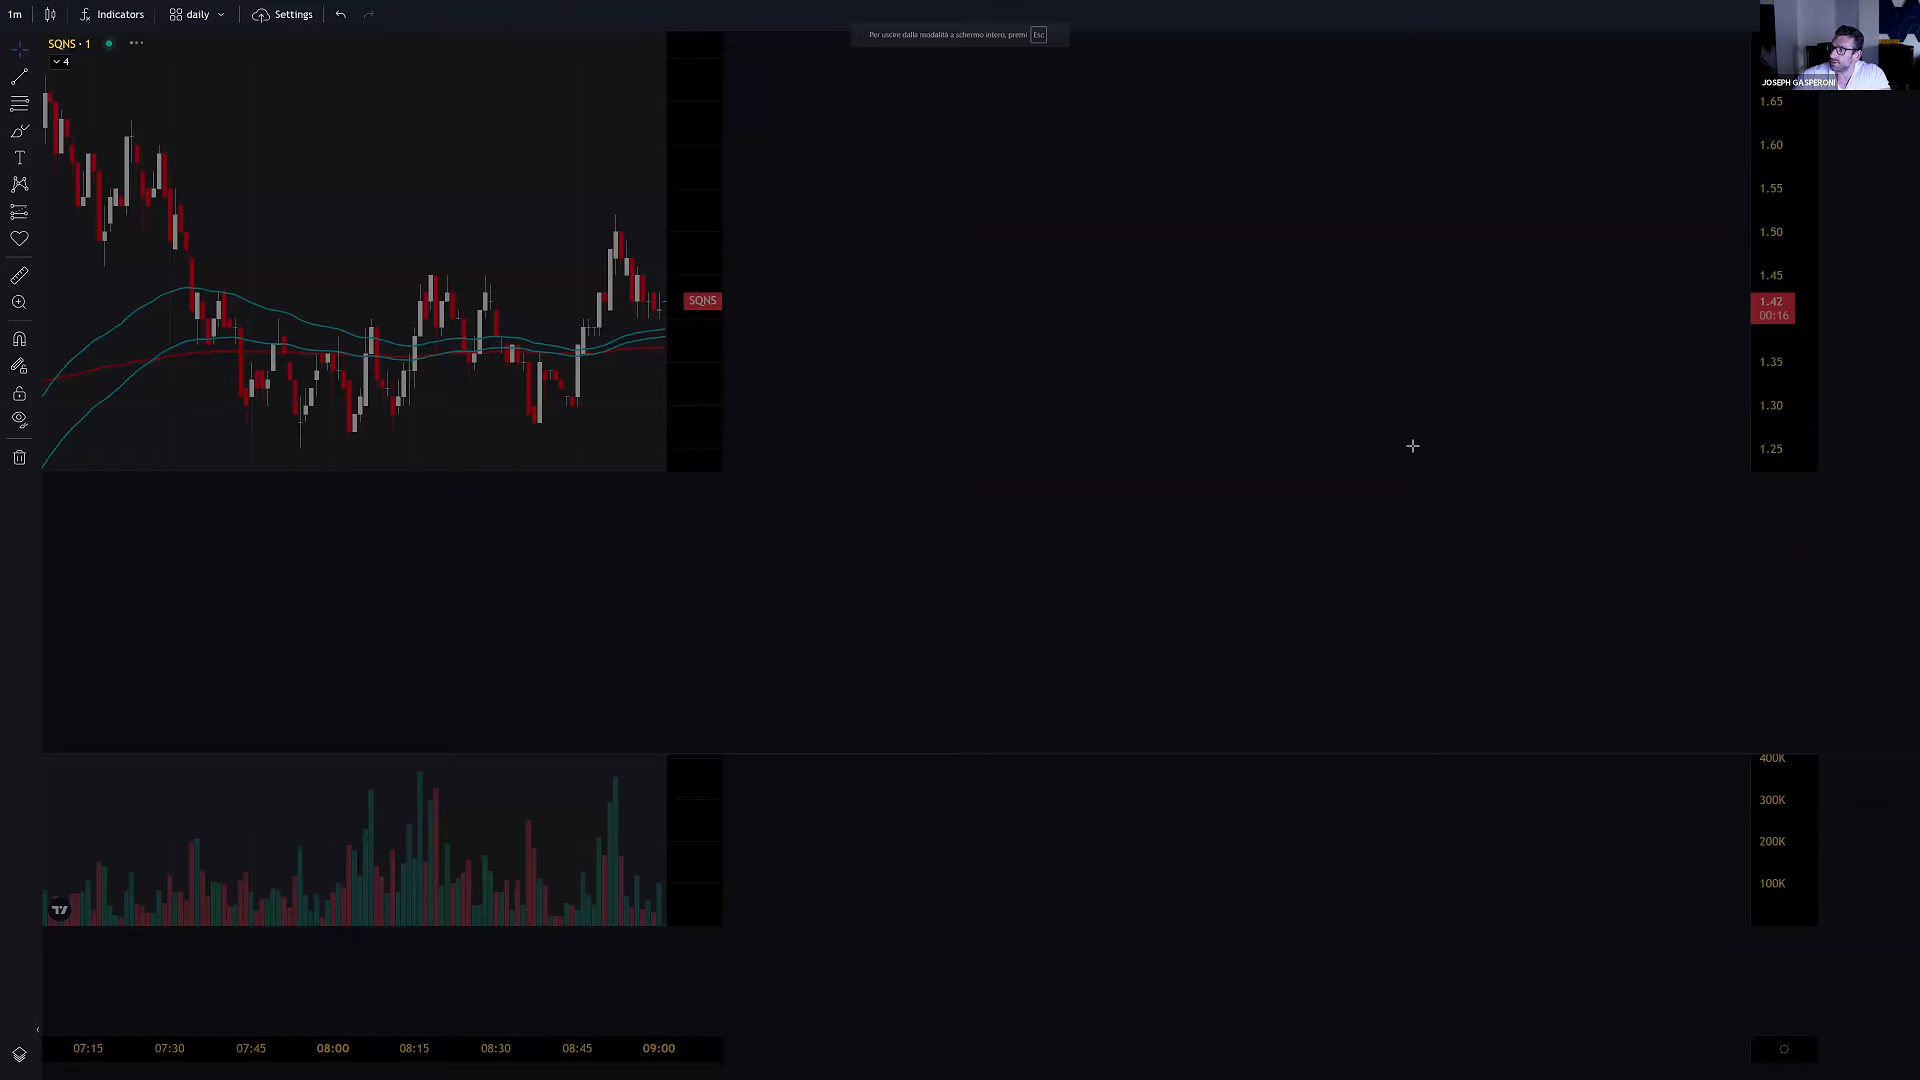 1m
Indicators
daily
Settings
SQNS · 1
4
Per uscire dalla modalità a schermo intero, premi Esc
JOSEPH GASPERONI
1.65
1.60
1.55
1.50
1.45
SQNS
1.42
00:16
1.35
1.30
1.25
400K
300K
200K
100K
07:15 07:30 07:45 08:00 08:15 08:30 08:45 09:00